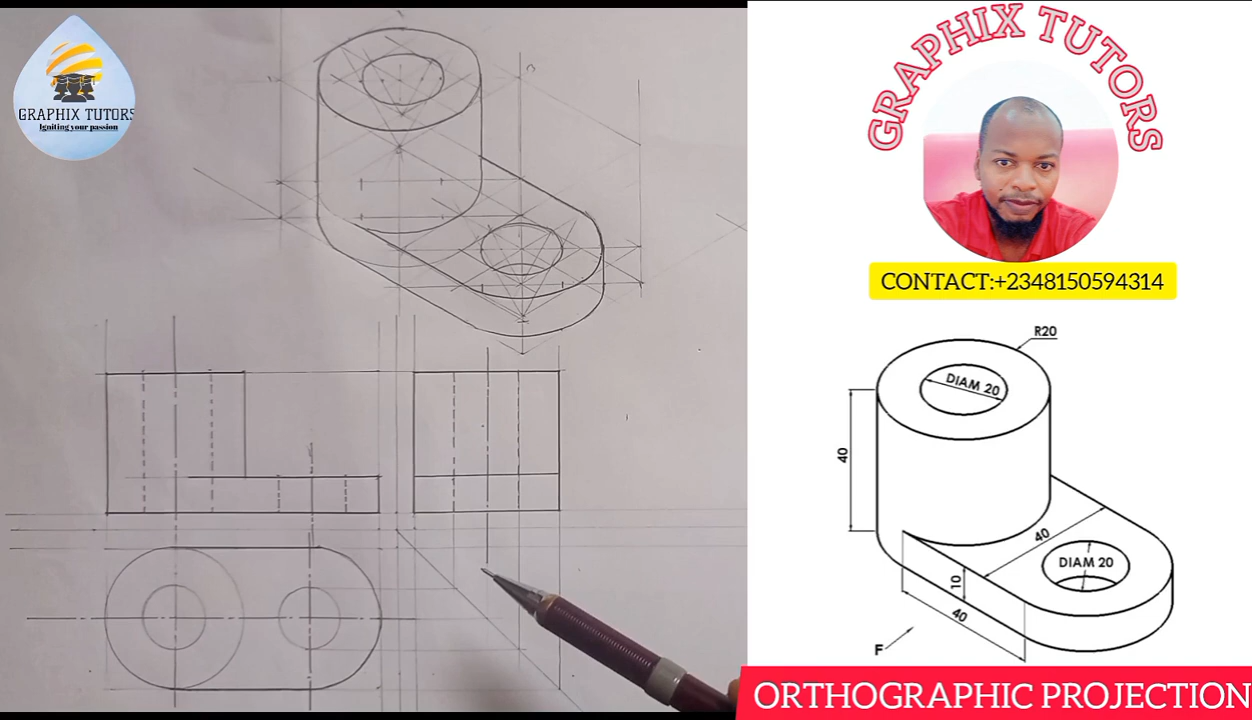 GRAPHIX TUTORS
Igniting your passion
GRAPHIX TUTORS
CONTACT:+2348150594314
R20
DIAM 20
40
40
DIAM 20
10
40
F
ORTHOGRAPHIC PROJECTION